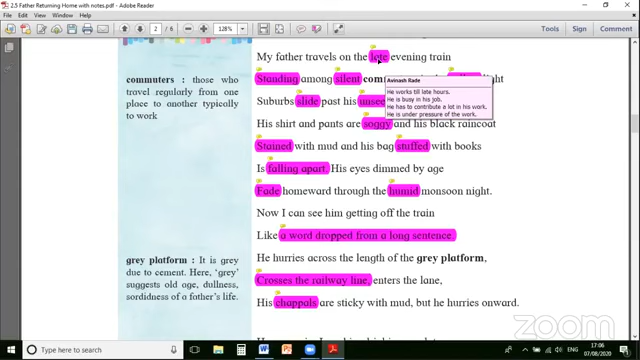 2.5 Father Returning Home with notes.pdf - Adobe Reader
File Edit View Window Help
2 / 6 128%
My father travels on the late evening train
commuters : those who
travel regularly from one
place to another typically
to work
Standing among silent
Avinash Rade
He works till late hours.
He is busy in his job.
He has to contribute a lot in his work.
He is under pressure of the work.
Suburbs slide past his
His shirt and pants are soggy and his black raincoat
Stained with mud and his bag stuffed with books
Is falling apart His eyes dimmed by age
Fade homeward through the humid monsoon night.
Now I can see him getting off the train
Like a word dropped from a long sentence
grey platform : It is grey
due to cement. Here, 'grey'
suggests old age, dullness,
sordidness of a father's life.
He hurries across the length of the grey platform,
Crosses the railway line, enters the lane,
His chappals are sticky with mud, but he hurries onward.
Type here to search
ENG
17:06
07/08/2020
zoom